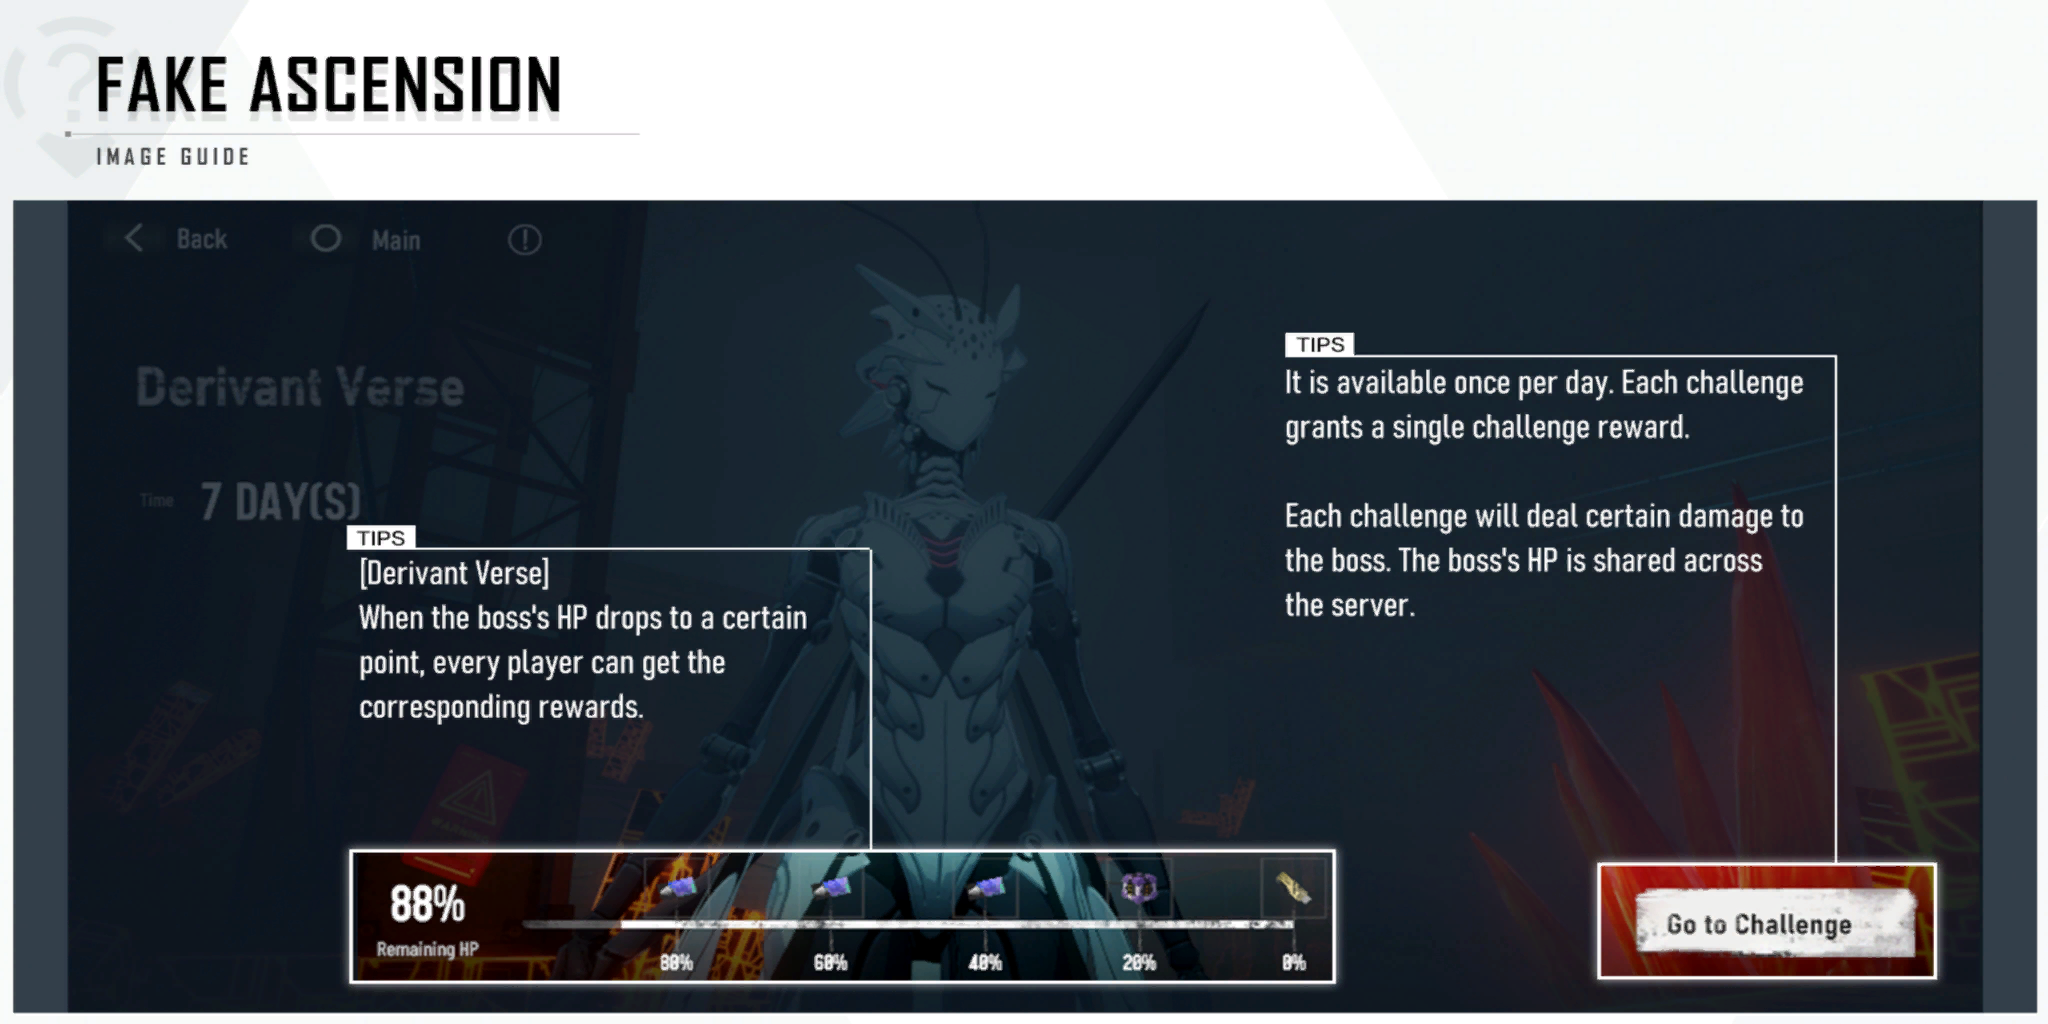 FAKE ASCENSION
IMAGE GUIDE
Back
Main
Derivant Verse
Time 7 DAY(S)
TIPS
[Derivant Verse]
When the boss's HP drops to a certain
point, every player can get the
corresponding rewards.
TIPS
It is available once per day. Each challenge
grants a single challenge reward.
Each challenge will deal certain damage to
the boss. The boss's HP is shared across
the server.
WARNING
88%
Remaining HP
80%
60%
40%
20%
0%
Go to Challenge